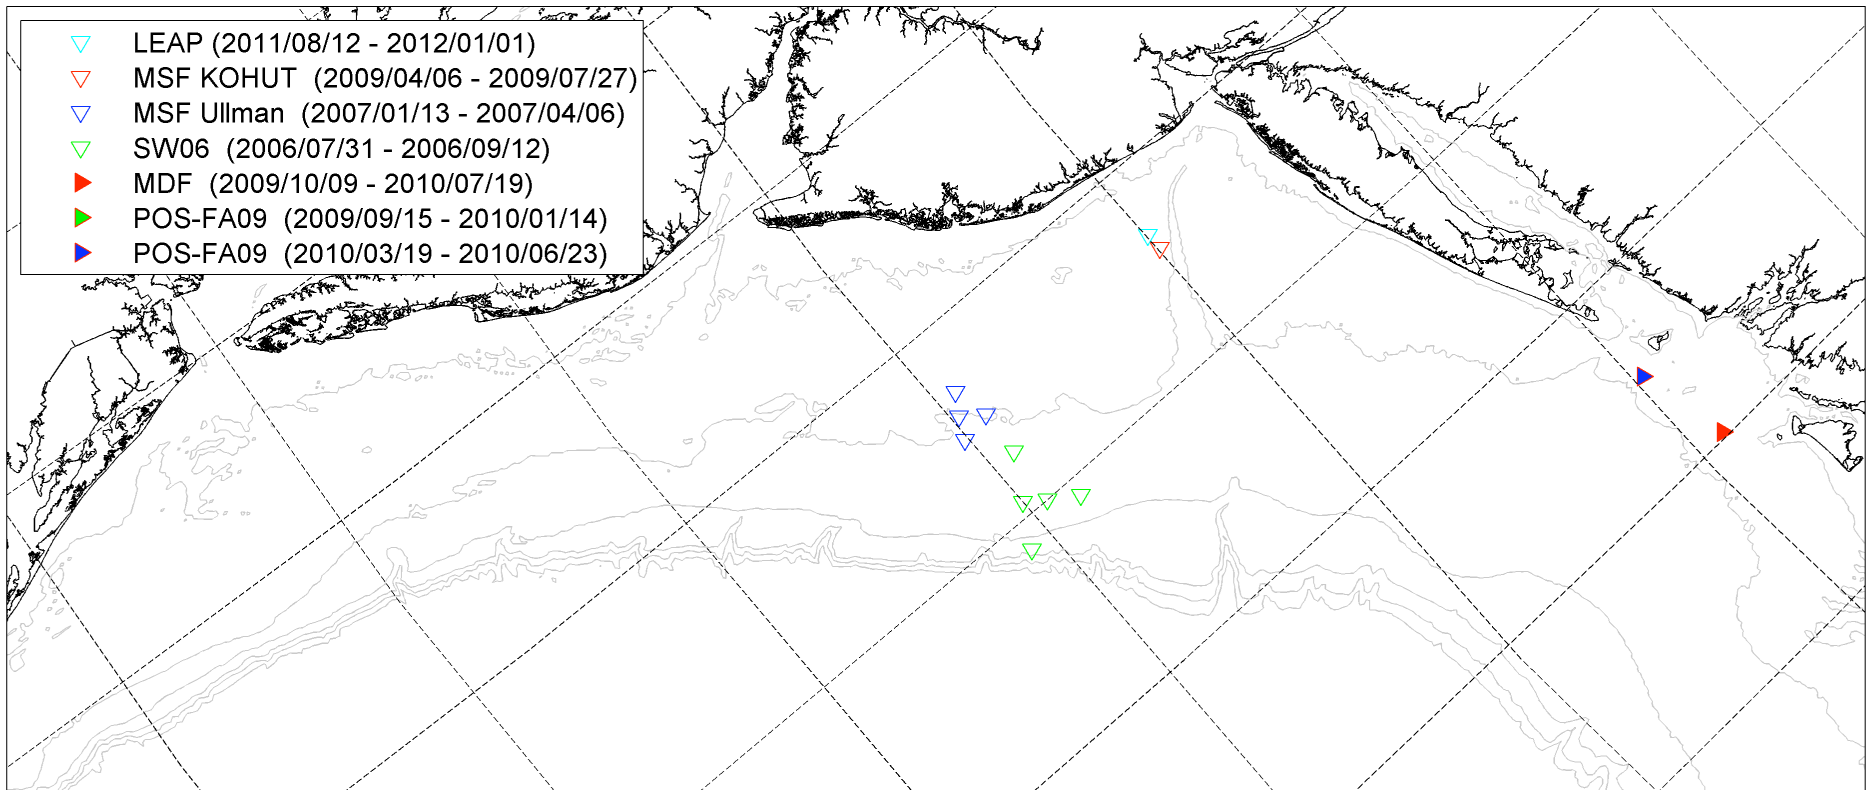 LEAP (2011/08/12 - 2012/01/01)
MSF KOHUT (2009/04/06 - 2009/07/27)
MSF Ullman (2007/01/13 - 2007/04/06)
SW06 (2006/07/31 - 2006/09/12)
MDF (2009/10/09 - 2010/07/19)
POS-FA09 (2009/09/15 - 2010/01/14)
POS-FA09 (2010/03/19 - 2010/06/23)